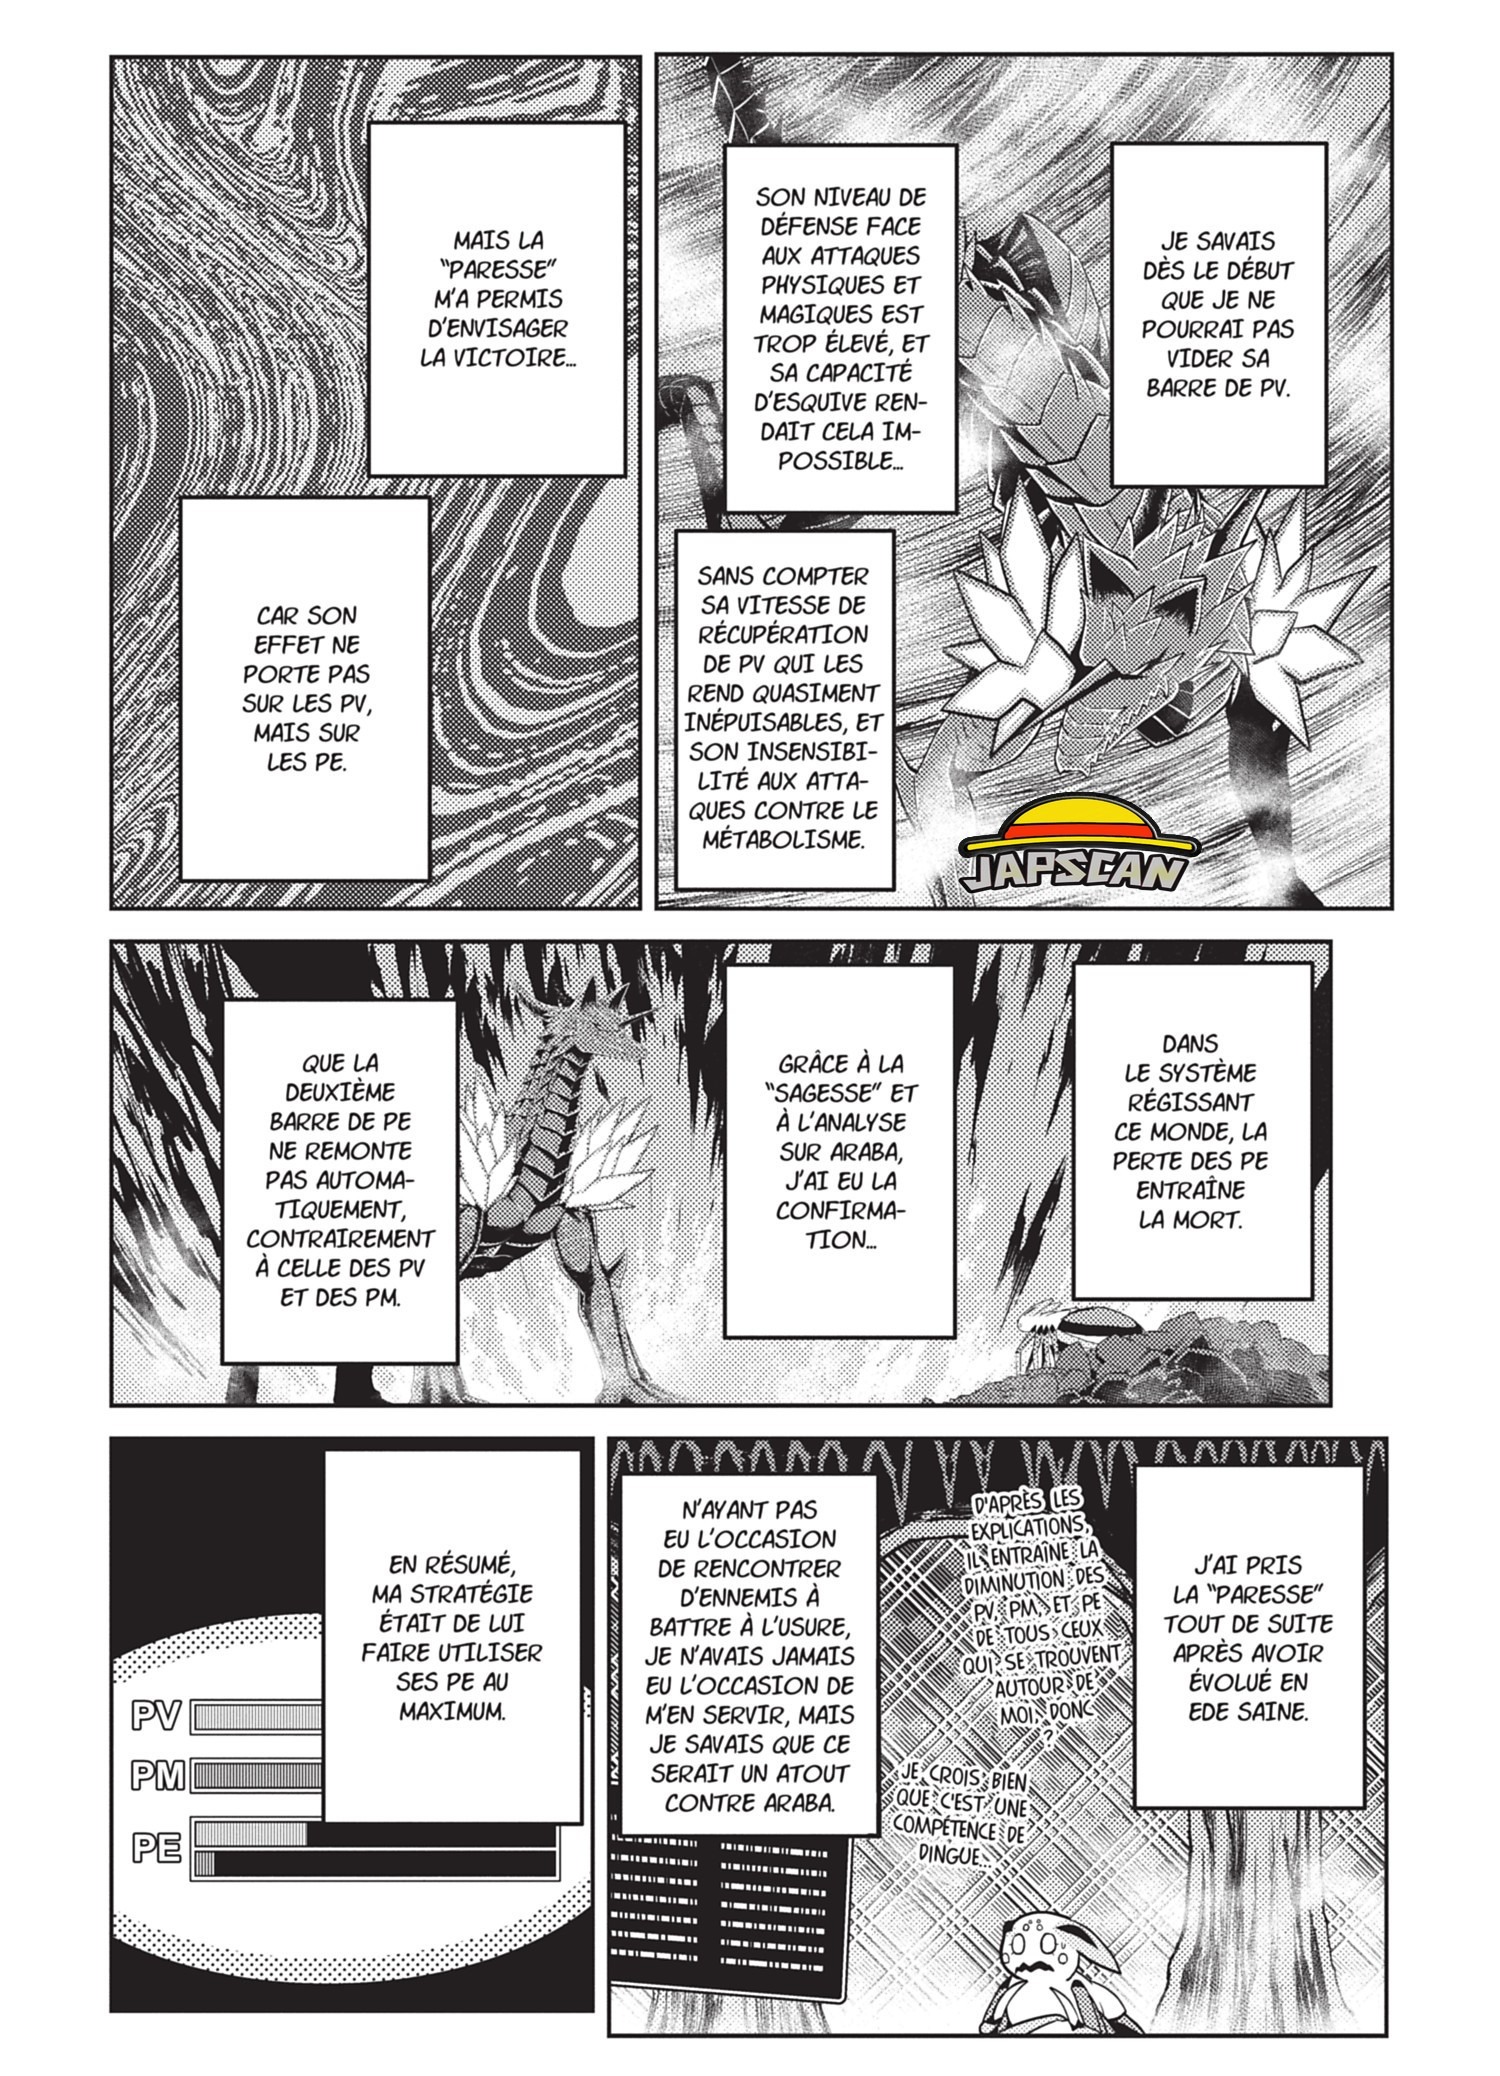 JE SAVAIS
DÈS LE DÉBUT
QUE JE NE
POURRAI PAS
VIDER SA
BARRE DE PV.
SON NIVEAU DE
DÉFENSE FACE
AUX ATTAQUES
PHYSIQUES ET
MAGIQUES EST
TROP ÉLEVÉ, ET
SA CAPACITÉ
D'ESQUIVE REN-
DAIT CELA IM-
POSSIBLE...
SANS COMPTER
SA VITESSE DE
RÉCUPÉRATION
DE PV QUI LES
REND QUASIMENT
INÉPUISABLES, ET
SON INSENSIBI-
LITÉ AUX ATTA-
QUES CONTRE LE
MÉTABOLISME.
JAPSCAN
MAIS LA
"PARESSE"
M'A PERMIS
D'ENVISAGER
LA VICTOIRE...
CAR SON
EFFET NE
PORTE PAS
SUR LES PV,
MAIS SUR
LES PE.
DANS
LE SYSTÈME
RÉGISSANT
CE MONDE, LA
PERTE DES PE
ENTRAÎNE
LA MORT.
GRÂCE À LA
"SAGESSE" ET
À L'ANALYSE
SUR ARABA,
J'AI EU LA
CONFIRMA-
TION...
QUE LA
DEUXIÈME
BARRE DE PE
NE REMONTE
PAS AUTOMA-
TIQUEMENT,
CONTRAIREMENT
À CELLE DES PV
ET DES PM.
J'AI PRIS
LA "PARESSE"
TOUT DE SUITE
APRÈS AVOIR
ÉVOLUÉ EN
EDE SAINE.
D'APRÈS LES
EXPLICATIONS,
IL ENTRAÎNE LA
DIMINUTION DES
PV, PM, ET PE
DE TOUS CEUX
QUI SE TROUVENT
AUTOUR DE
MOI, DONC
?
JE CROIS BIEN
QUE C'EST UNE
COMPÉTENCE DE
DINGUE...
N'AYANT PAS
EU L'OCCASION
DE RENCONTRER
D'ENNEMIS À
BATTRE À L'USURE,
JE N'AVAIS JAMAIS
EU L'OCCASION DE
M'EN SERVIR, MAIS
JE SAVAIS QUE CE
SERAIT UN ATOUT
CONTRE ARABA.
EN RÉSUMÉ,
MA STRATÉGIE
ÉTAIT DE LUI
FAIRE UTILISER
SES PE AU
MAXIMUM.
PV
PM
PE